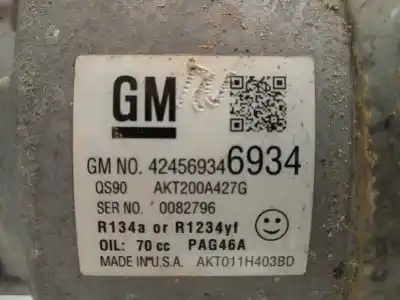 GM
GM NO. 42456934 6934
QS90 AKT200A427G
SER NO. 0082796
R134a or R1234yf
OIL: 70 cc PAG46A
MADE IN U.S.A. AKT011H403BD